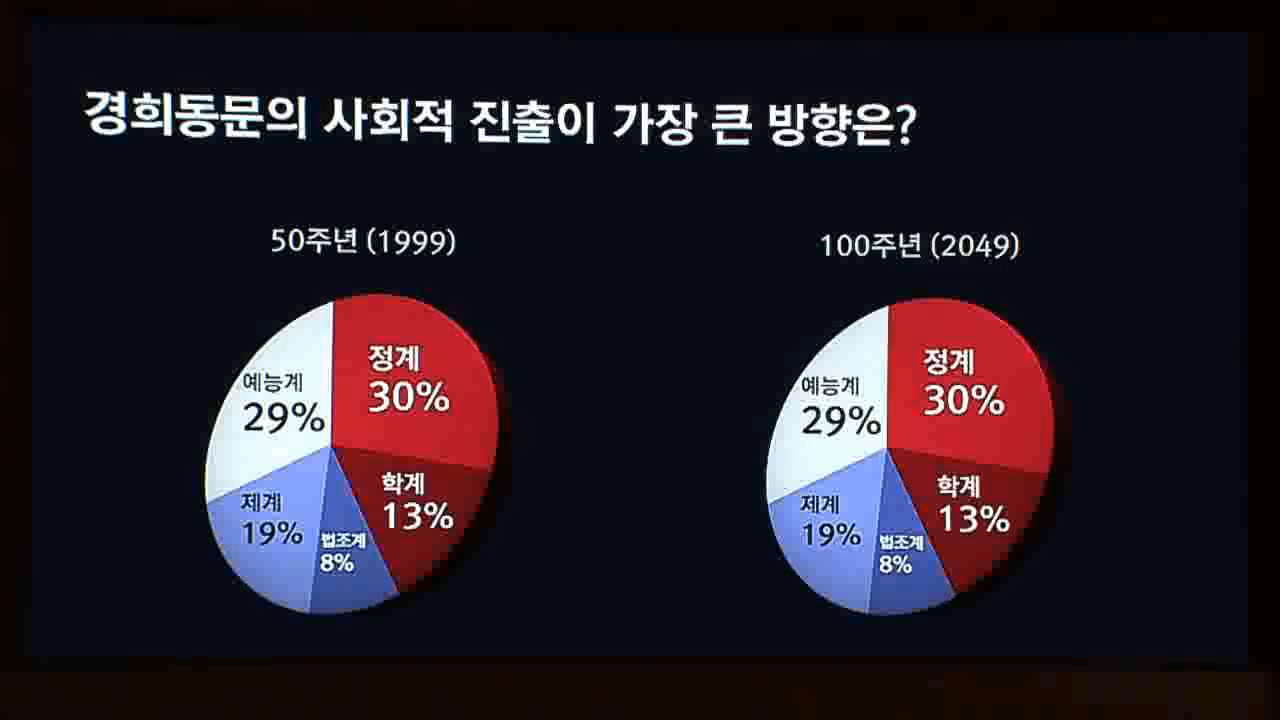 경희동문의 사회적 진출이 가장 큰 방향은?
50주년 (1999)
정계
30%
예능계
29%
학계
13%
제계
19%
법조계
8%
100주년 (2049)
정계
30%
예능계
29%
학계
13%
제계
19%
법조계
8%